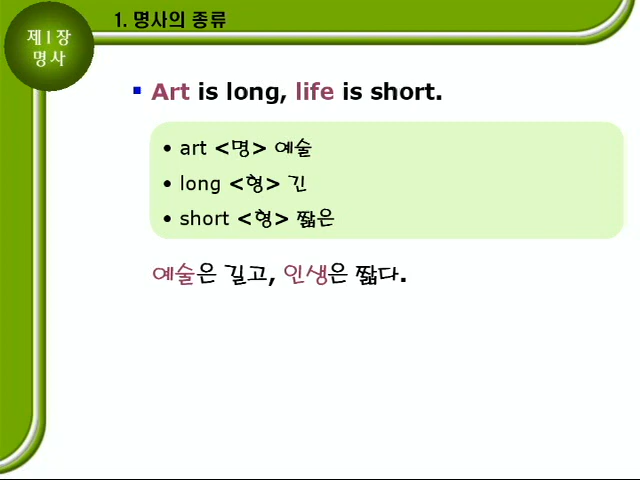 1. 명사의 종류
제1장
명사
Art is long, life is short.
• art <명> 예술
• long <형> 긴
• short <형> 짧은
예술은 길고, 인생은 짧다.